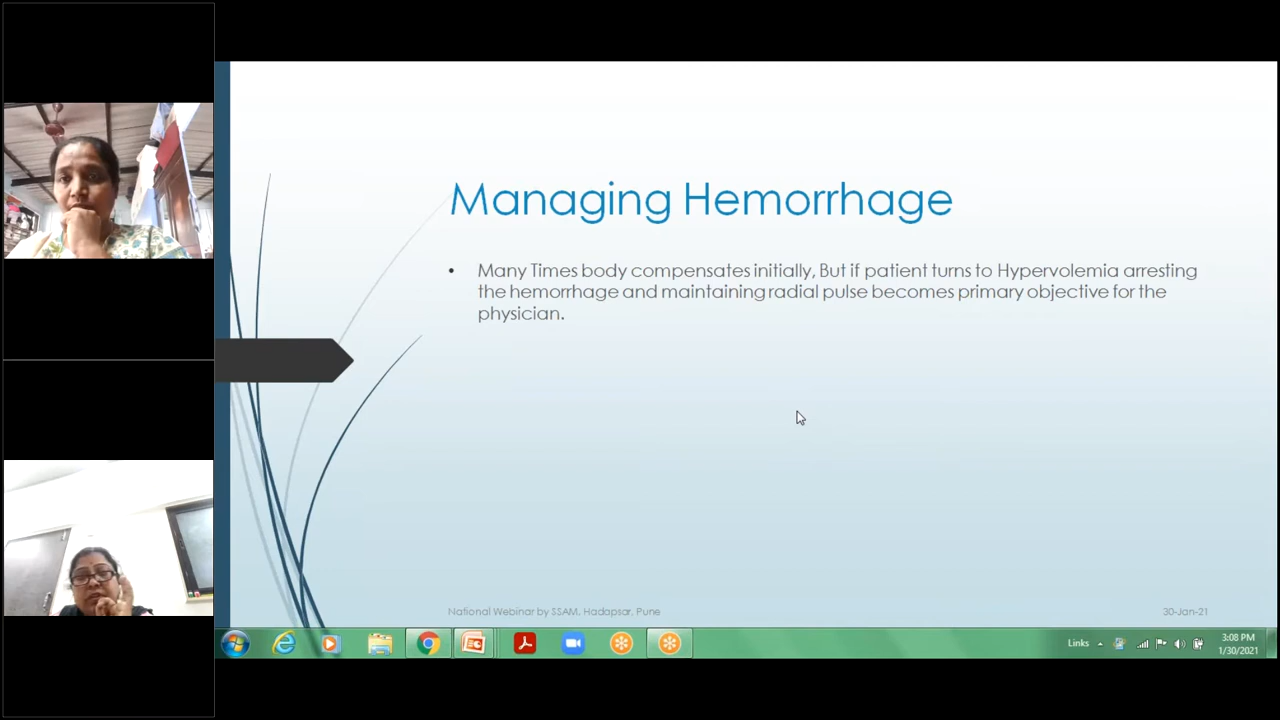 Managing Hemorrhage
• Many Times body compensates initially, But if patient turns to Hypervolemia arresting
the hemorrhage and maintaining radial pulse becomes primary objective for the
physician.
National Webinar by SSAM, Hadapsar, Pune
30-Jan-21
Links
3:08 PM
1/30/2021